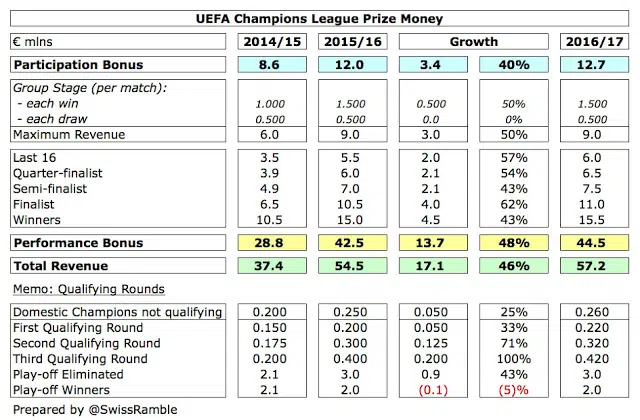 UEFA Champions League Prize Money
€ mlns 2014/15 2015/16 Growth 2016/17
Participation Bonus 8.6 12.0 3.4 40% 12.7
Group Stage (per match):
- each win 1.000 1.500 0.500 50% 1.500
- each draw 0.500 0.500 0.0 0% 0.500
Maximum Revenue 6.0 9.0 3.0 50% 9.0
Last 16 3.5 5.5 2.0 57% 6.0
Quarter-finalist 3.9 6.0 2.1 54% 6.5
Semi-finalist 4.9 7.0 2.1 43% 7.5
Finalist 6.5 10.5 4.0 62% 11.0
Winners 10.5 15.0 4.5 43% 15.5
Performance Bonus 28.8 42.5 13.7 48% 44.5
Total Revenue 37.4 54.5 17.1 46% 57.2
Memo: Qualifying Rounds
Domestic Champions not qualifying 0.200 0.250 0.050 25% 0.260
First Qualifying Round 0.150 0.200 0.050 33% 0.220
Second Qualifying Round 0.175 0.300 0.125 71% 0.320
Third Qualifying Round 0.200 0.400 0.200 100% 0.420
Play-off Eliminated 2.1 3.0 0.9 43% 3.0
Play-off Winners 2.1 2.0 (0.1) (5)% 2.0
Prepared by @SwissRamble